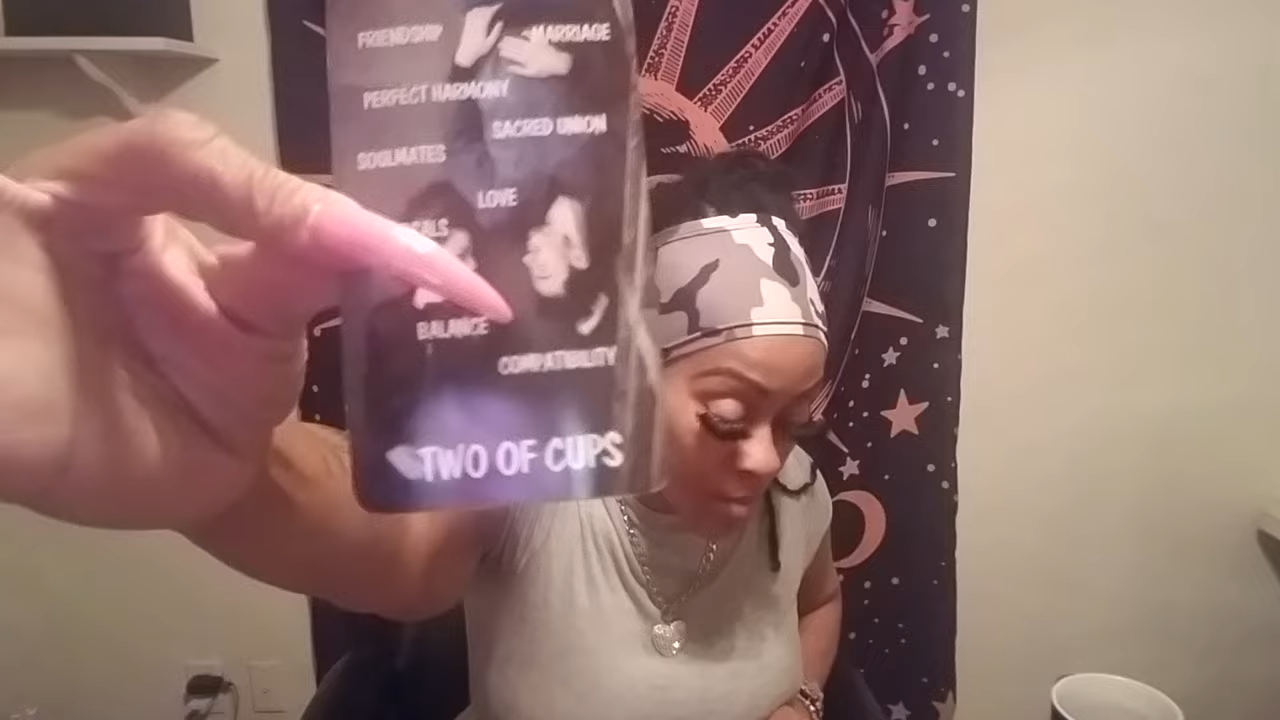 FRIENDSHIP
MARRIAGE
PERFECT HARMONY
SACRED UNION
SOULMATES
LOVE
BALANCE
COMPATIBILITY
TWO OF CUPS